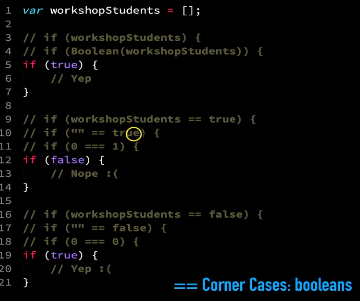 1 var workshopStudents = [];
2
3 // if (workshopStudents) {
4 // if (Boolean(workshopStudents)) {
5 if (true) {
6 // Yep
7 }
8
9 // if (workshopStudents == true) {
10 // if ("" == true) {
11 // if (0 === 1) {
12 if (false) {
13 // Nope :(
14 }
15
16 // if (workshopStudents == false) {
17 // if ("" == false) {
18 // if (0 === 0) {
19 if (true) {
20 // Yep :(
21 }
== Corner Cases: booleans